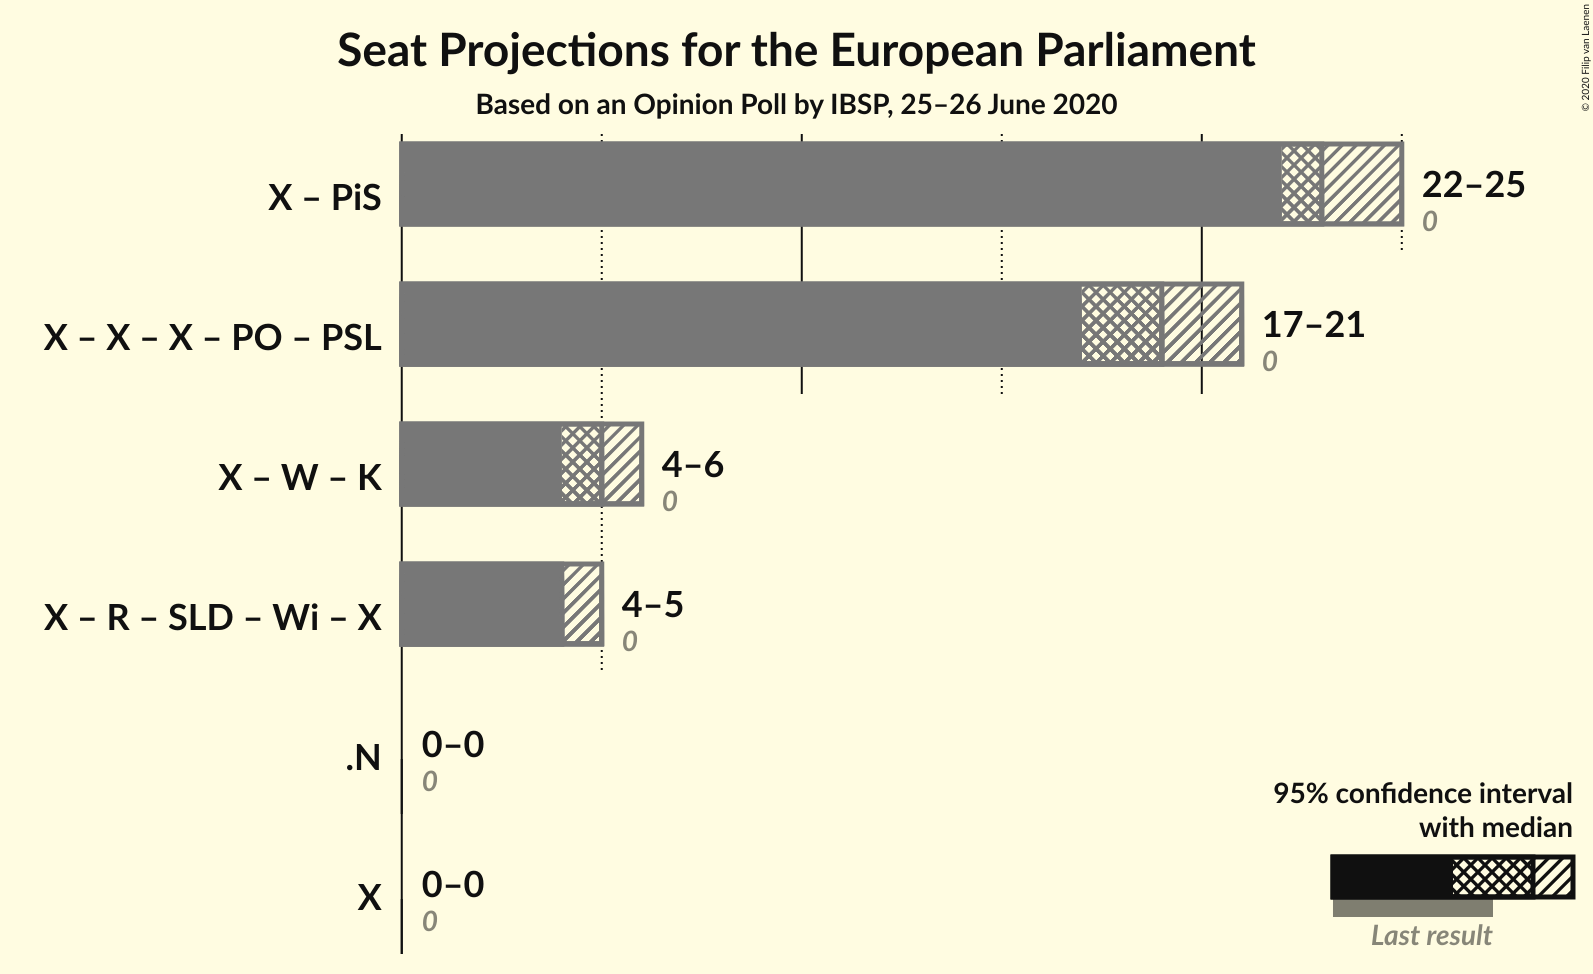 Seat Projections for the European Parliament
Based on an Opinion Poll by IBSP, 25–26 June 2020
© 2020 Filip van Laenen
X – PiS
22–25
0
X – X – X – PO – PSL
17–21
0
X – W – K
4–6
0
X – R – SLD – Wi – X
4–5
0
.N
0–0
0
X
0–0
0
95% confidence interval
with median
Last result